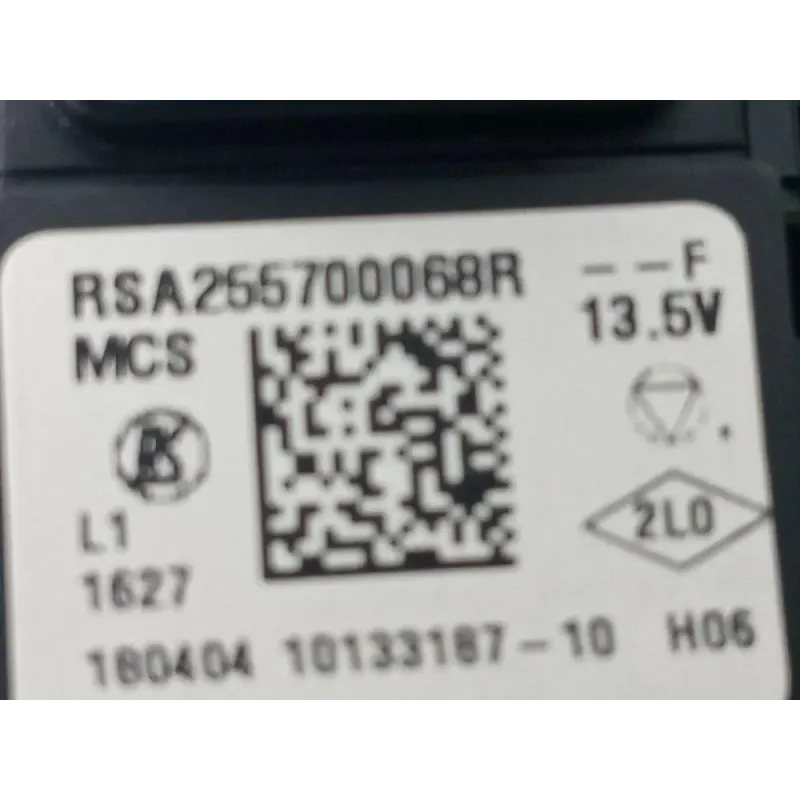 RSA255700068R --F
MCS 13.5V
2L0
L1
1627
180404 10133187-10 H06